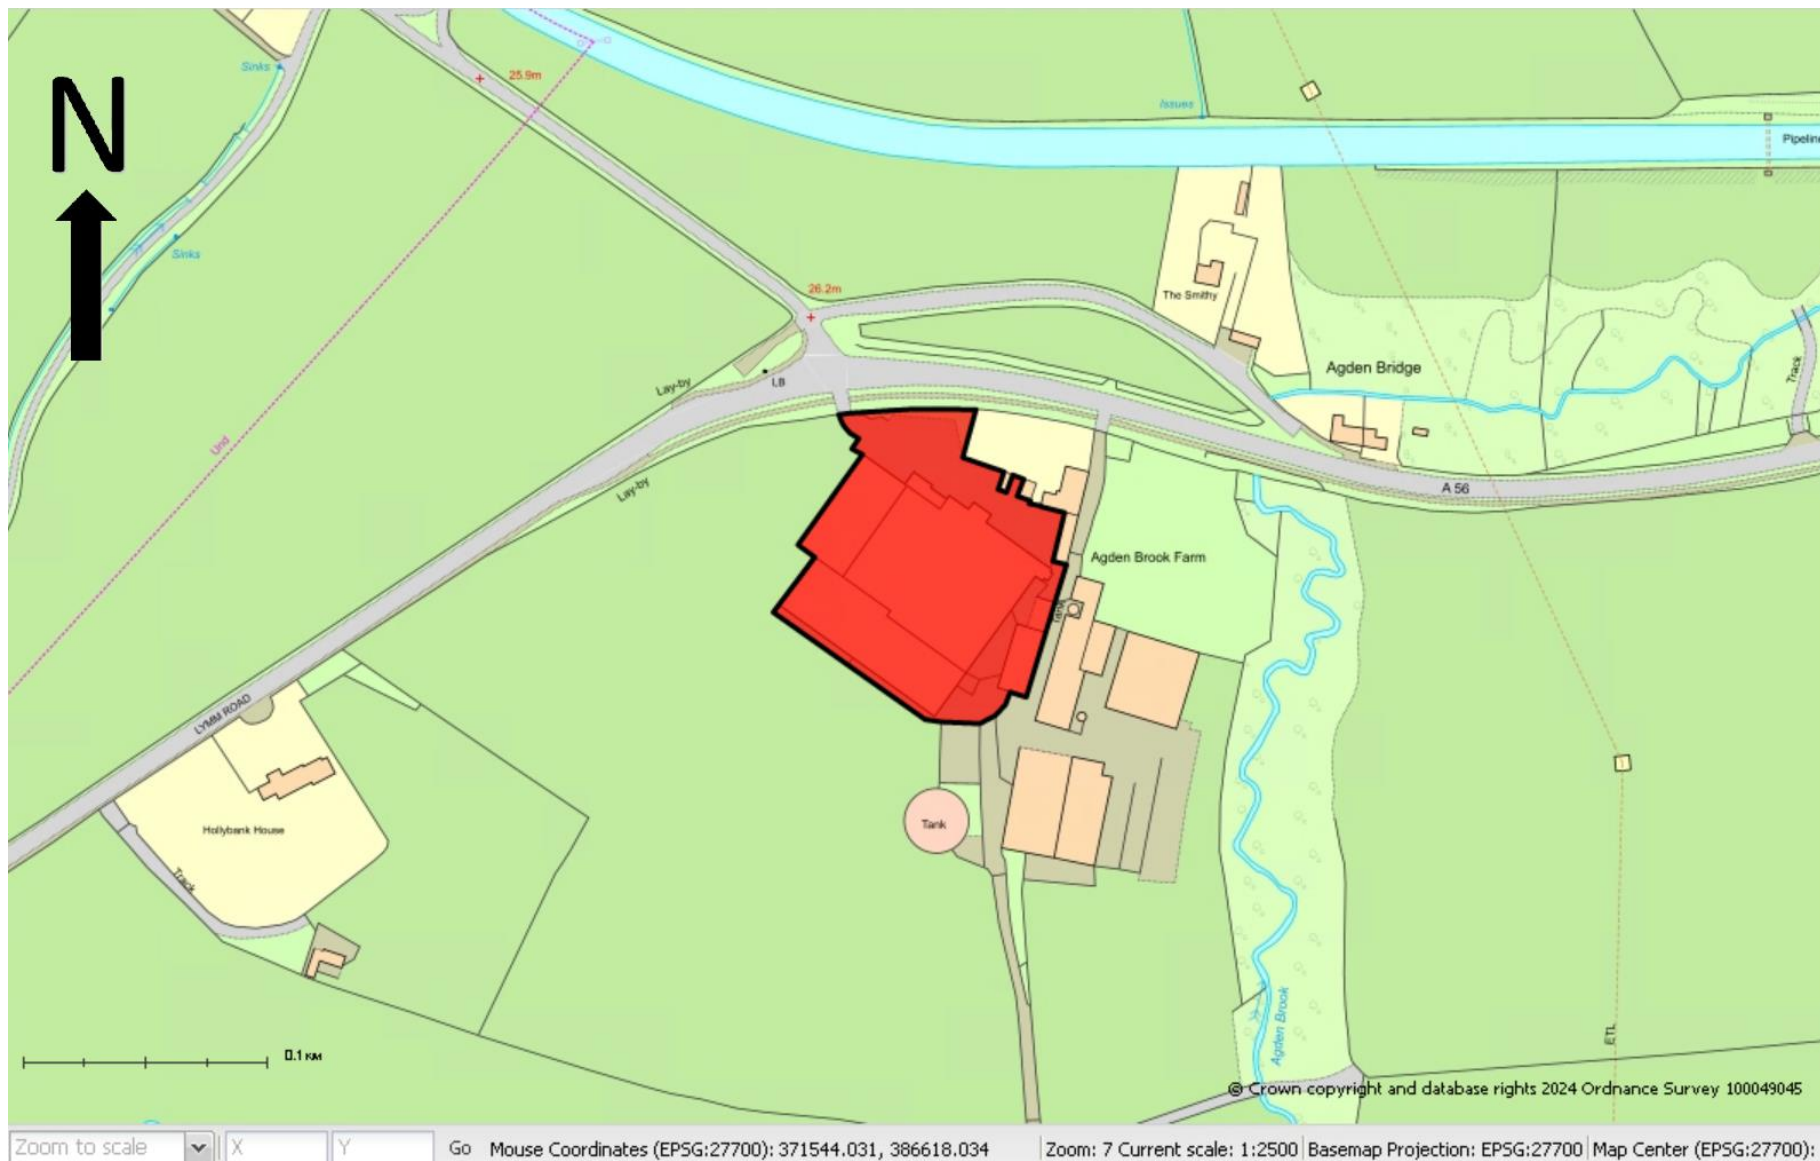 Sinks
25.9m
N
Issues
Pipeline
Sinks
26.2m
The Smithy
Lay-by
LB
Agden Bridge
Track
Und
Lay-by
A 56
Agden Brook Farm
Tank
LYMM ROAD
Hollybank House
Tank
Track
Agden Brook
ETL
0.1 KM
© Crown copyright and database rights 2024 Ordnance Survey 100049045
Zoom to scale X Y Go Mouse Coordinates (EPSG:27700): 371544.031, 386618.034 Zoom: 7 Current scale: 1:2500 Basemap Projection: EPSG:27700 Map Center (EPSG:27700):